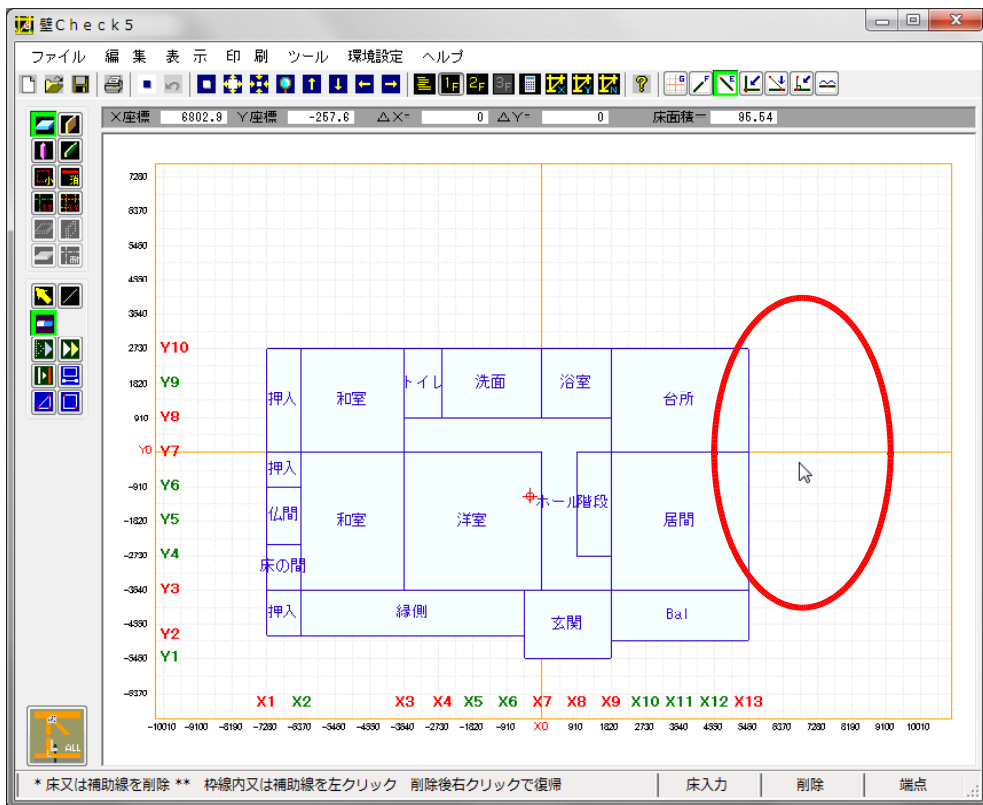 壁Check5
ファイル 編 集 表 示 印 刷 ツール 環境設定 ヘルプ
1F 2F 3F X Y X ? G F E
X座標 6802.9 Y座標 -257.6 △X= 0 △Y= 0 床面積= 95.54
小 消
XY
耐
7280
6370
5460
4550
3640
2730 Y10
1820 Y9
910 Y8
Y0 Y7
-910 Y6
-1820 Y5
-2730 Y4
-3640 Y3
-4550 Y2
-5460 Y1
-6370
押入 和室 トイレ 洗面 浴室 台所
押入
仏間 和室 洋室 ホール 階段 居間
床の間
押入 縁側 玄関 Bal
X1 X2 X3 X4 X5 X6 X7 X8 X9 X10 X11 X12 X13
-10010 -9100 -8190 -7280 -6370 -5460 -4550 -3640 -2730 -1820 -910 X0 910 1820 2730 3640 4550 5460 6370 7280 8190 9100 10010
ALL
* 床又は補助線を削除 ** 枠線内又は補助線を左クリック 削除後右クリックで復帰 床入力 削除 端点